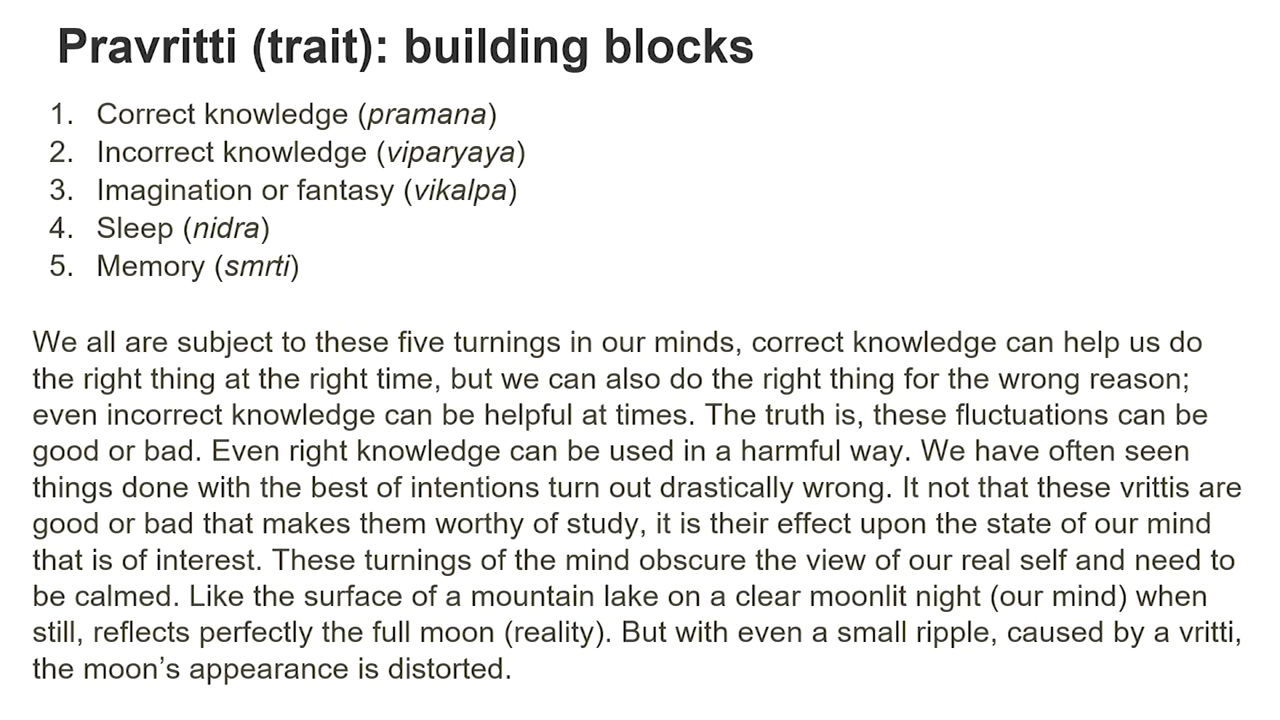 Pravritti (trait): building blocks
1. Correct knowledge (pramana)
2. Incorrect knowledge (viparyaya)
3. Imagination or fantasy (vikalpa)
4. Sleep (nidra)
5. Memory (smrti)
We all are subject to these five turnings in our minds, correct knowledge can help us do
the right thing at the right time, but we can also do the right thing for the wrong reason;
even incorrect knowledge can be helpful at times. The truth is, these fluctuations can be
good or bad. Even right knowledge can be used in a harmful way. We have often seen
things done with the best of intentions turn out drastically wrong. It not that these vrittis are
good or bad that makes them worthy of study, it is their effect upon the state of our mind
that is of interest. These turnings of the mind obscure the view of our real self and need to
be calmed. Like the surface of a mountain lake on a clear moonlit night (our mind) when
still, reflects perfectly the full moon (reality). But with even a small ripple, caused by a vritti,
the moon’s appearance is distorted.